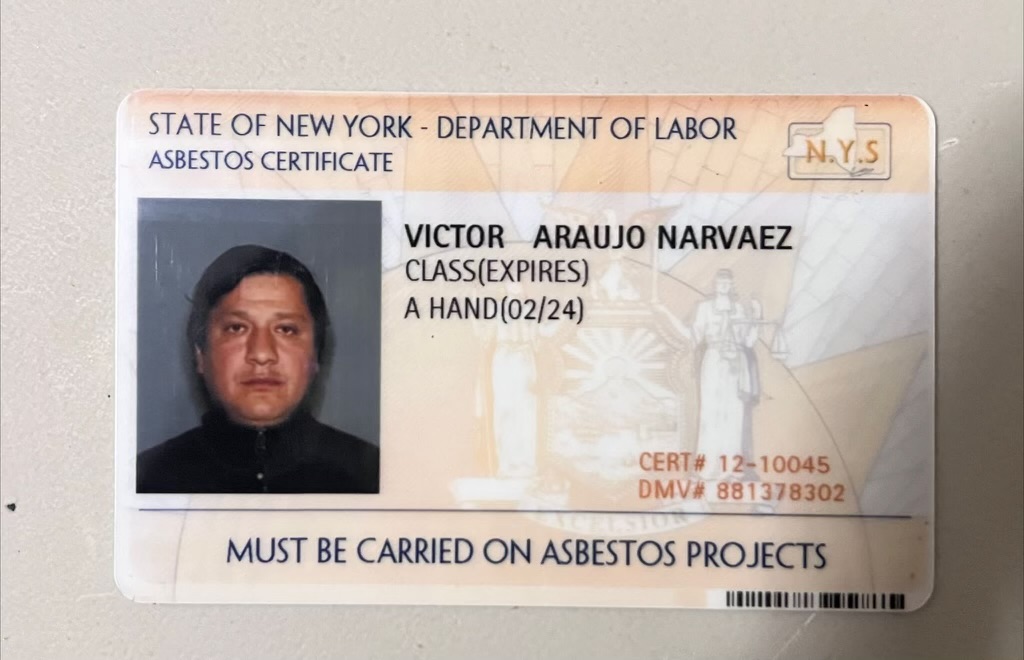 STATE OF NEW YORK - DEPARTMENT OF LABOR
ASBESTOS CERTIFICATE
N.Y.S
VICTOR ARAUJO NARVAEZ
CLASS(EXPIRES)
A HAND(02/24)
CERT# 12-10045
DMV# 881378302
EXCELSIOR
MUST BE CARRIED ON ASBESTOS PROJECTS